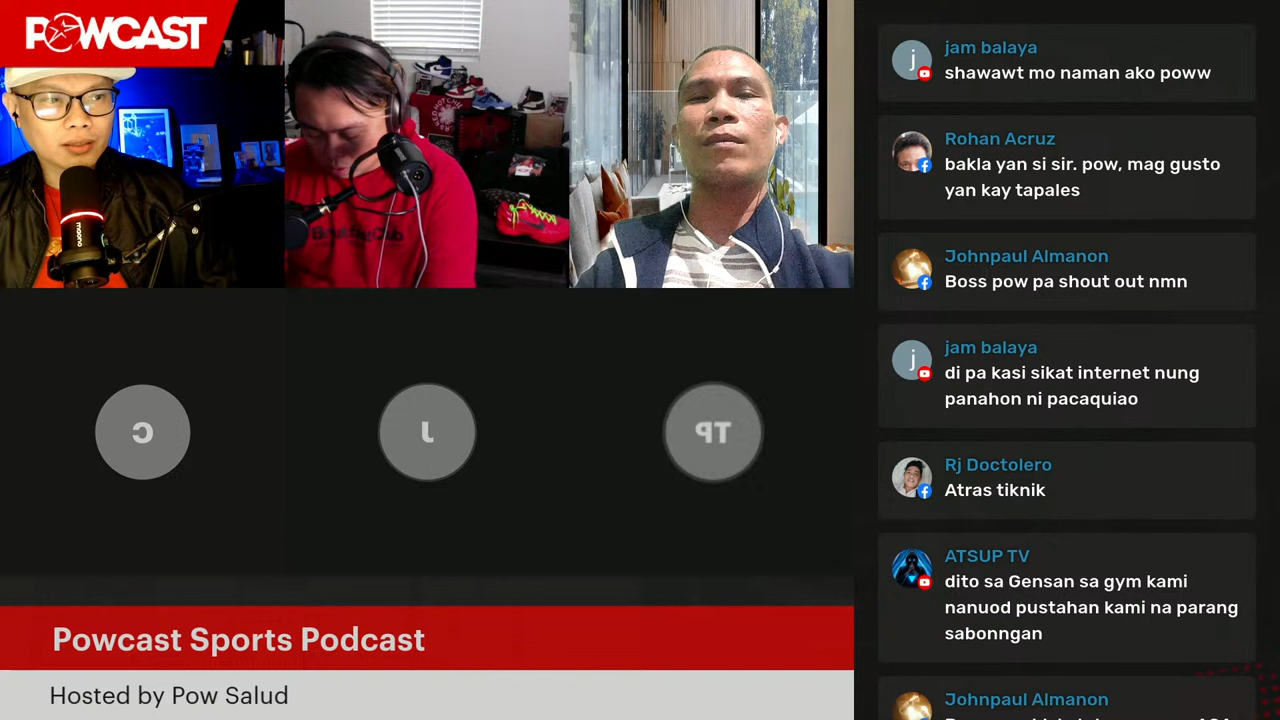 POWCAST
maono
jam balaya
shawawt mo naman ako poww
Rohan Acruz
bakla yan si sir. pow, mag gusto
yan kay tapales
Johnpaul Almanon
Boss pow pa shout out nmn
j
jam balaya
di pa kasi sikat internet nung
panahon ni pacaquiao
Rj Doctolero
Atras tiknik
ATSUP TV
dito sa Gensan sa gym kami
nanuod pustahan kami na parang
sabonngan
Johnpaul Almanon
C
J
TP
Powcast Sports Podcast
Hosted by Pow Salud